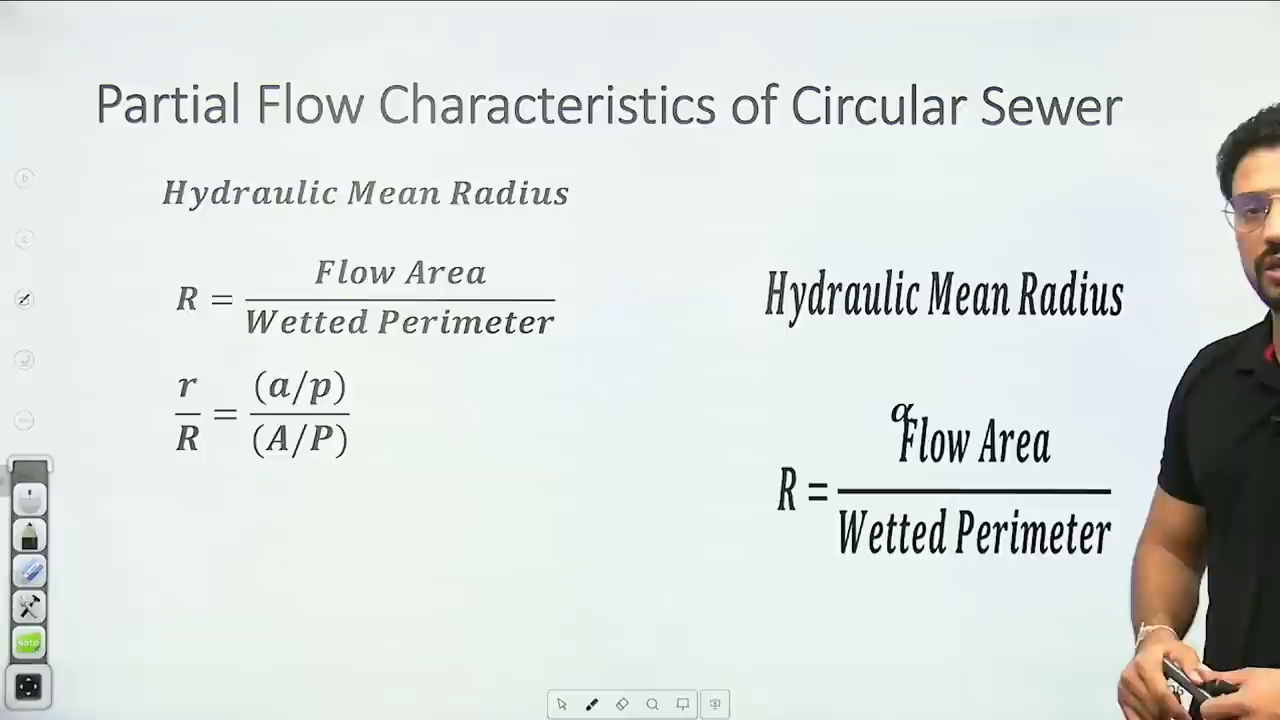 Partial Flow Characteristics of Circular Sewer
Hydraulic Mean Radius
R = Flow Area / Wetted Perimeter
r/R = (a/p)/(A/P)
Hydraulic Mean Radius
α
R = Flow Area / Wetted Perimeter
NOTE